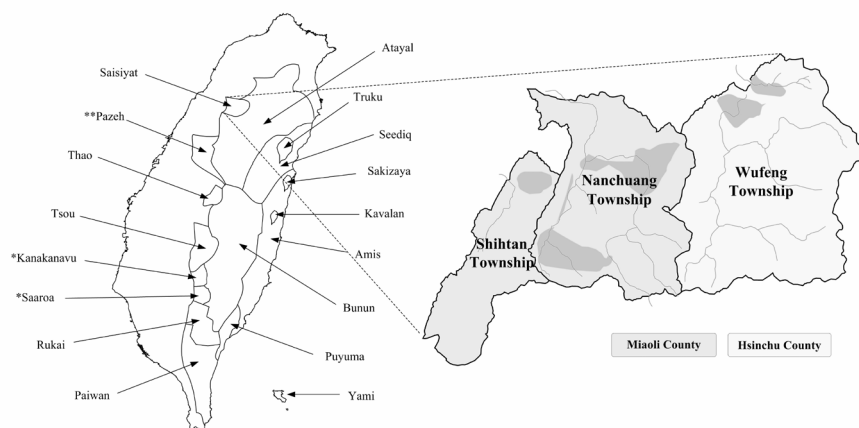 Saisiyat
**Pazeh
Thao
Tsou
*Kanakanavu
*Saaroa
Rukai
Paiwan
Atayal
Truku
Seediq
Sakizaya
Kavalan
Amis
Bunun
Puyuma
Yami
*
Shihtan
Township
Nanchuang
Township
Wufeng
Township
Miaoli County
Hsinchu County